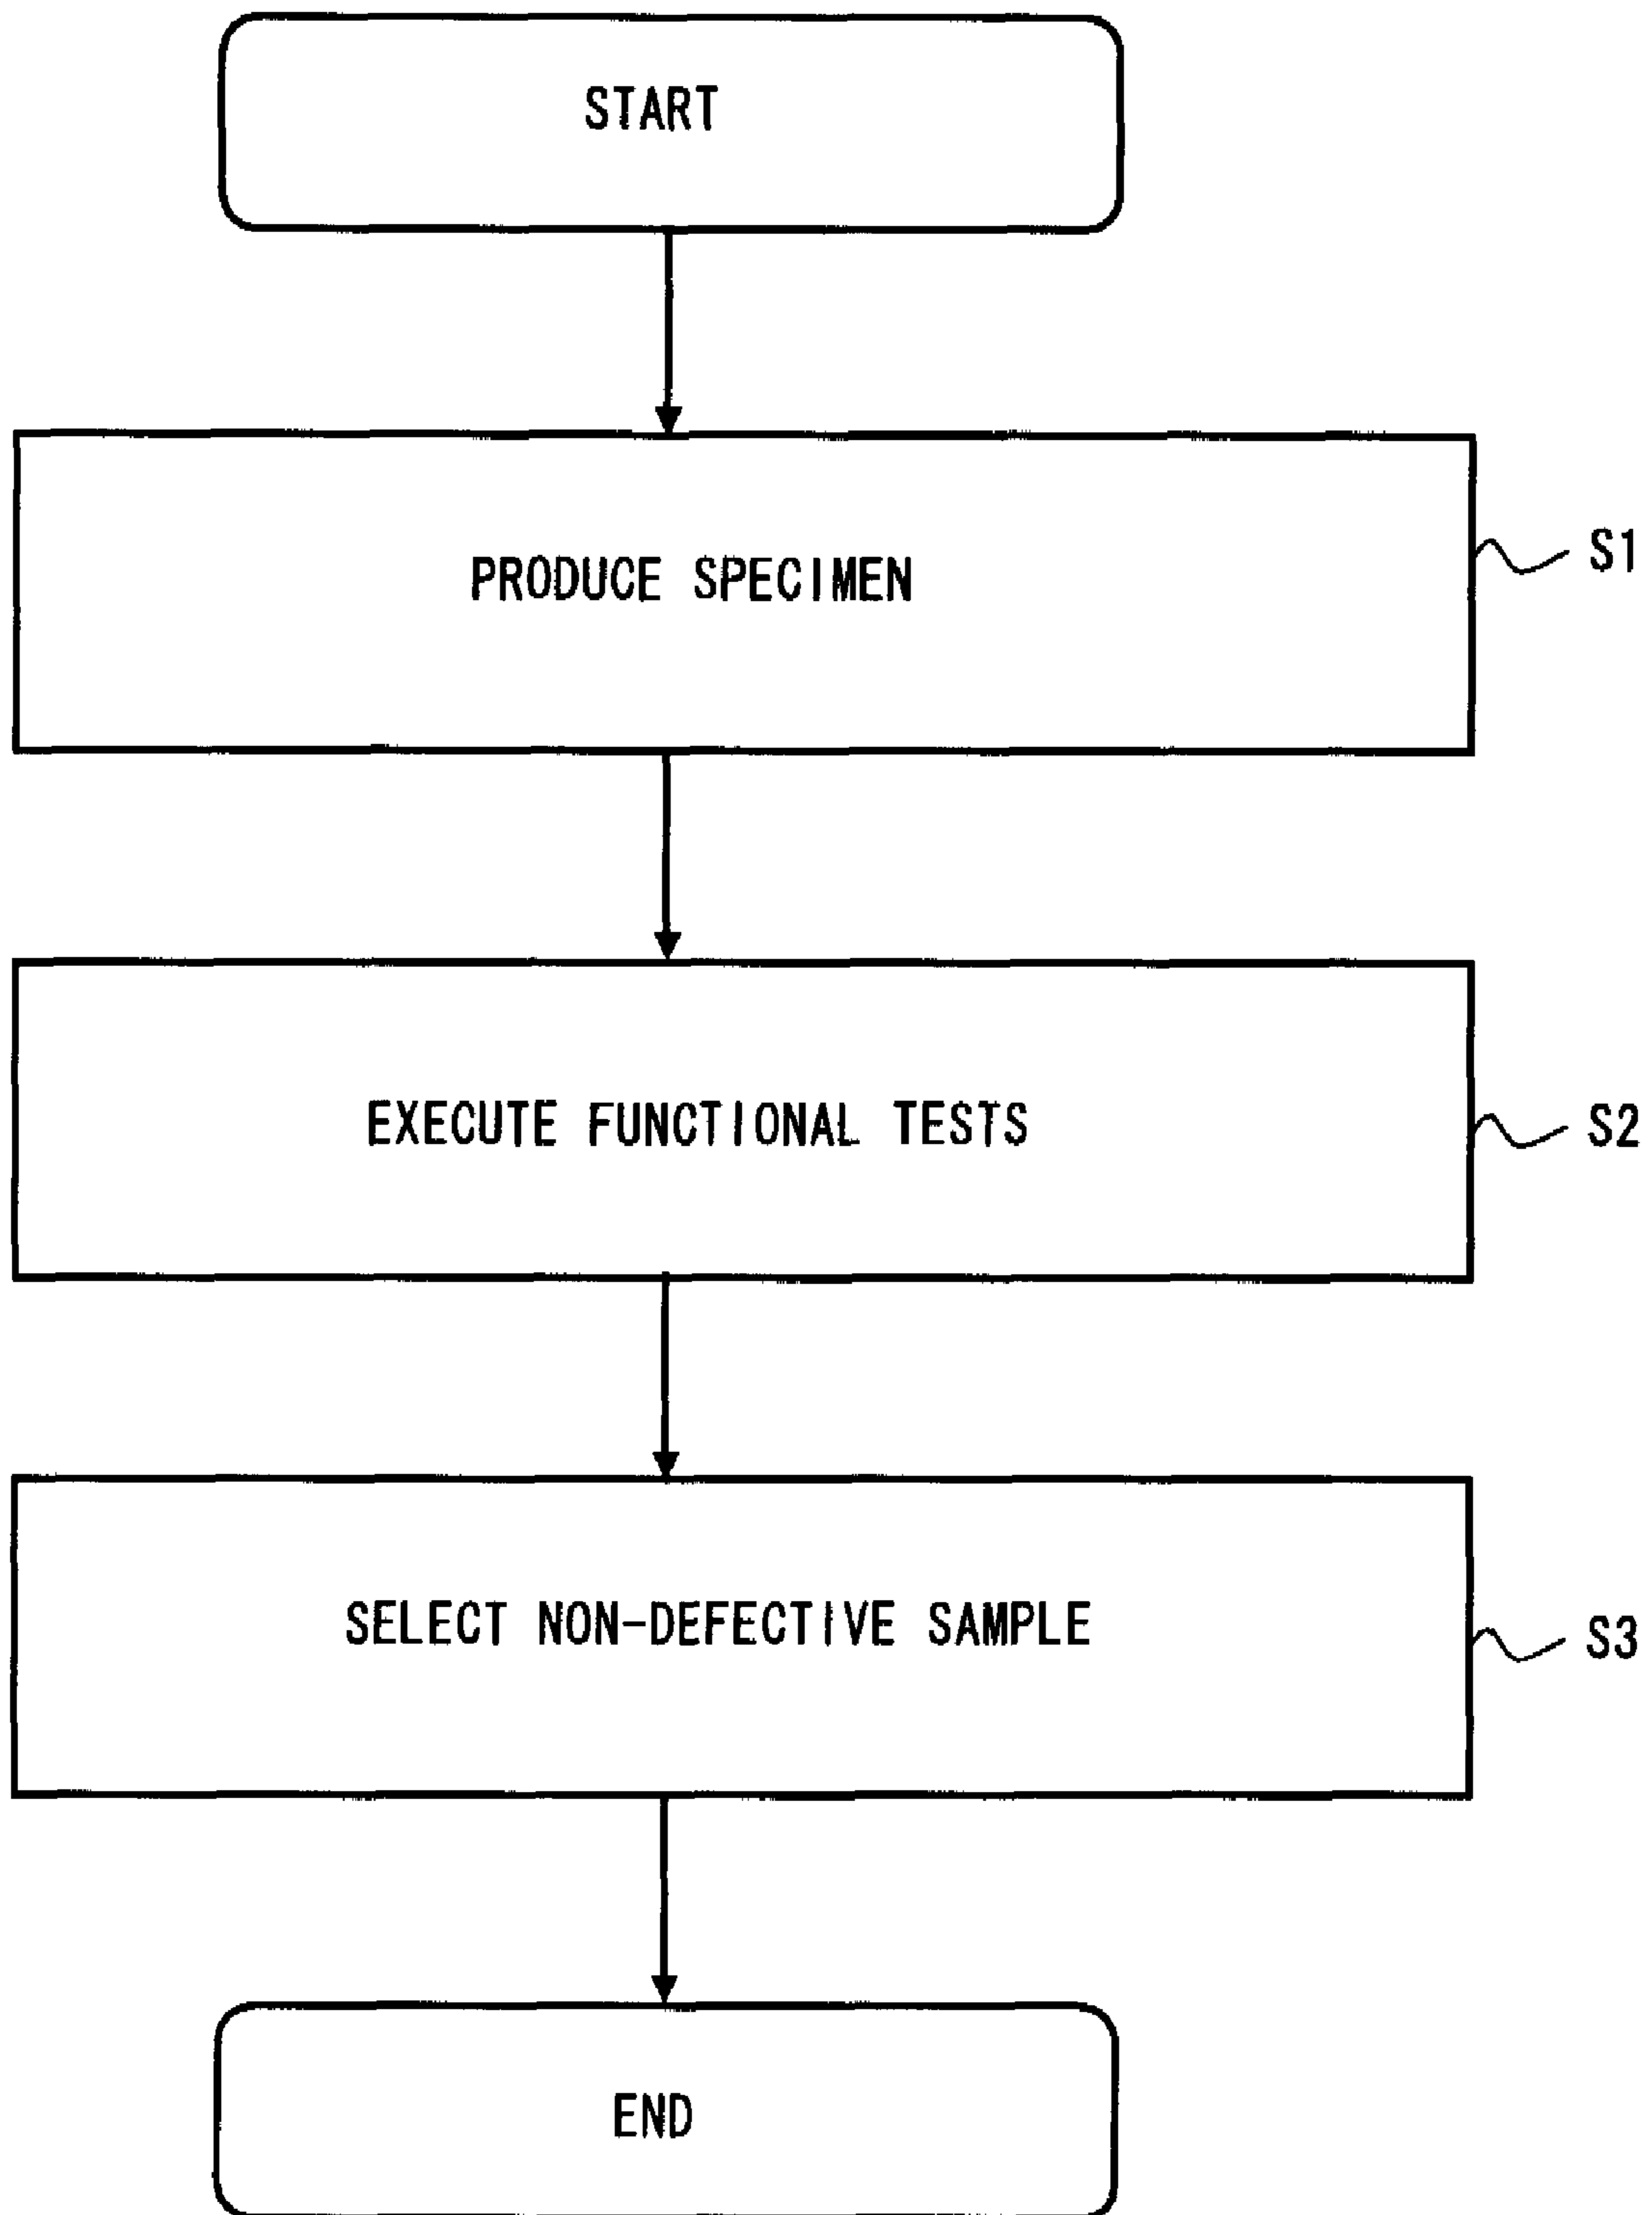 START
PRODUCE SPECIMEN
S1
EXECUTE FUNCTIONAL TESTS
S2
SELECT NON-DEFECTIVE SAMPLE
S3
END